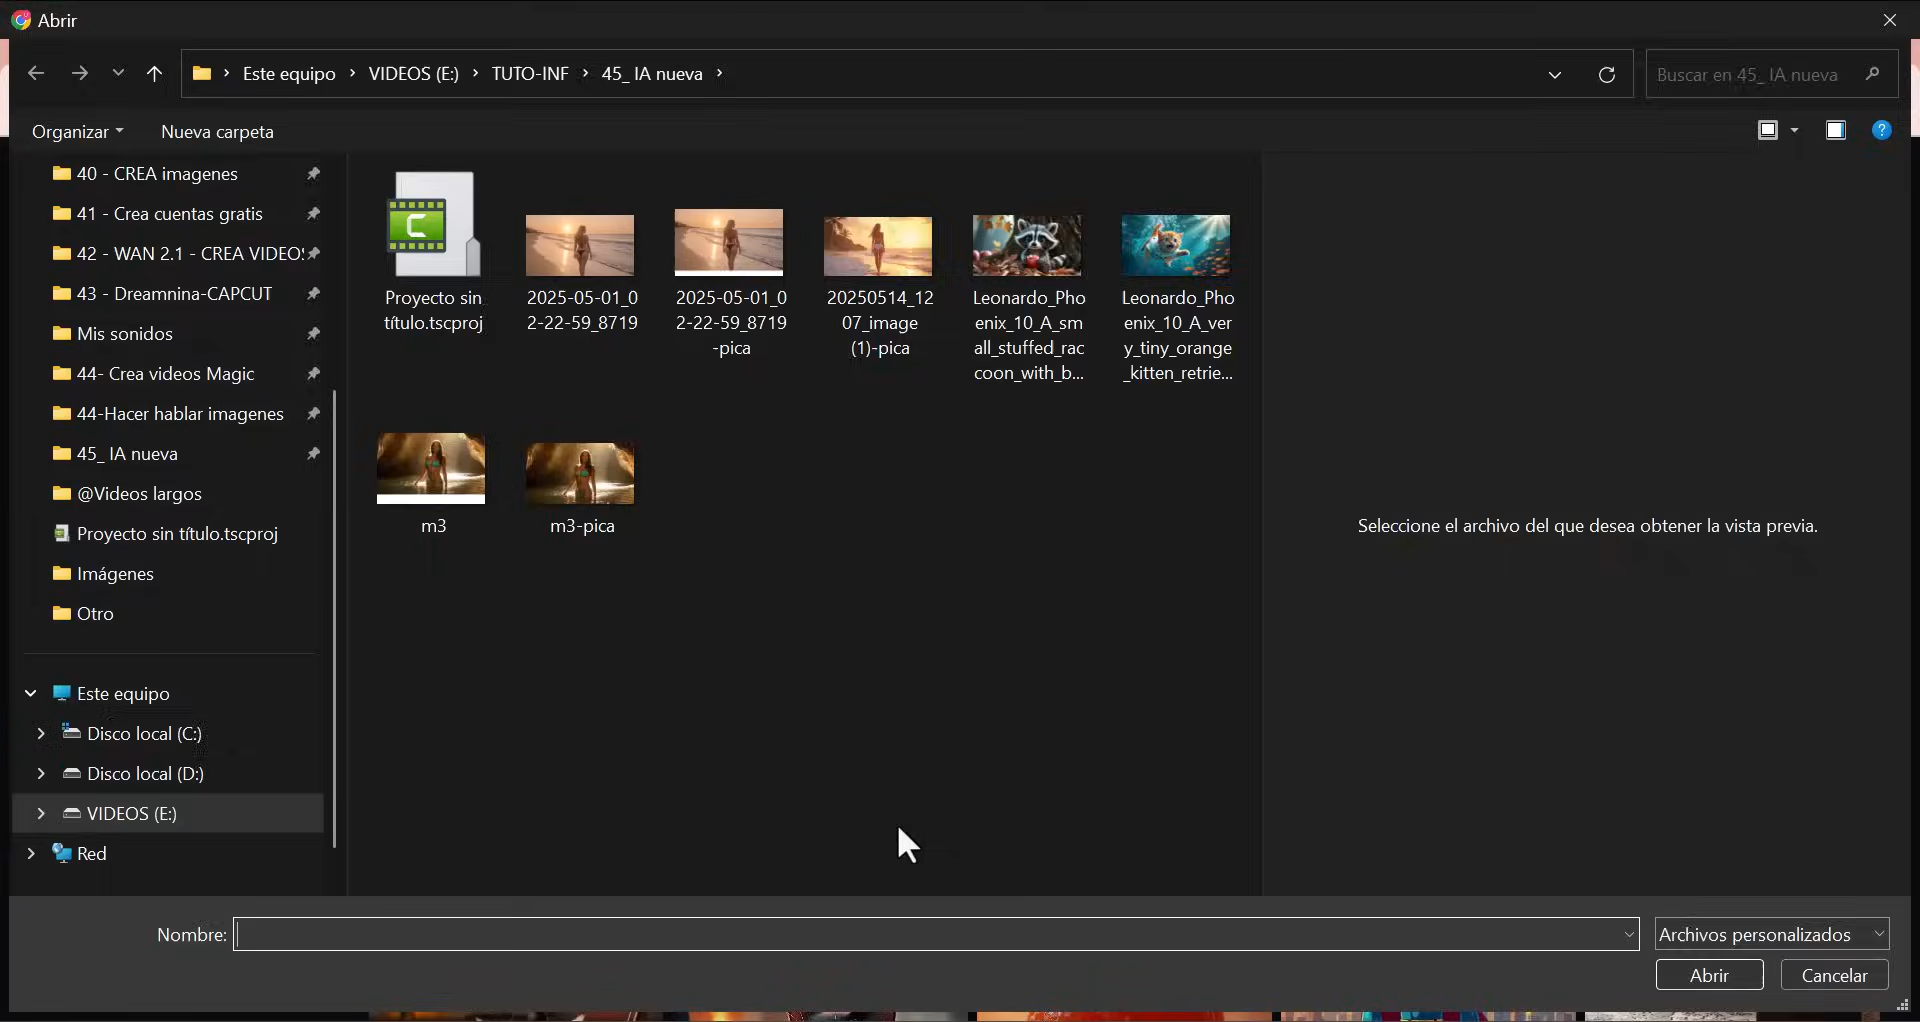 Abrir
Este equipo > VIDEOS (E:) > TUTO-INF > 45_ IA nueva >
Buscar en 45_ IA nueva
Organizar
Nueva carpeta
40 - CREA imagenes
41 - Crea cuentas gratis
42 - WAN 2.1 - CREA VIDEOS
43 - Dreamnina-CAPCUT
Mis sonidos
44- Crea videos Magic
44-Hacer hablar imagenes
45_ IA nueva
@Videos largos
Proyecto sin título.tscproj
Imágenes
Otro
Este equipo
Disco local (C:)
Disco local (D:)
VIDEOS (E:)
Red
C
Proyecto sin
título.tscproj
2025-05-01_0
2-22-59_8719
2025-05-01_0
2-22-59_8719
-pica
20250514_12
07_image
(1)-pica
Leonardo_Pho
enix_10_A_sm
all_stuffed_rac
coon_with_b...
Leonardo_Pho
enix_10_A_ver
y_tiny_orange
_kitten_retrie...
m3
m3-pica
Seleccione el archivo del que desea obtener la vista previa.
Nombre:
Archivos personalizados
Abrir
Cancelar